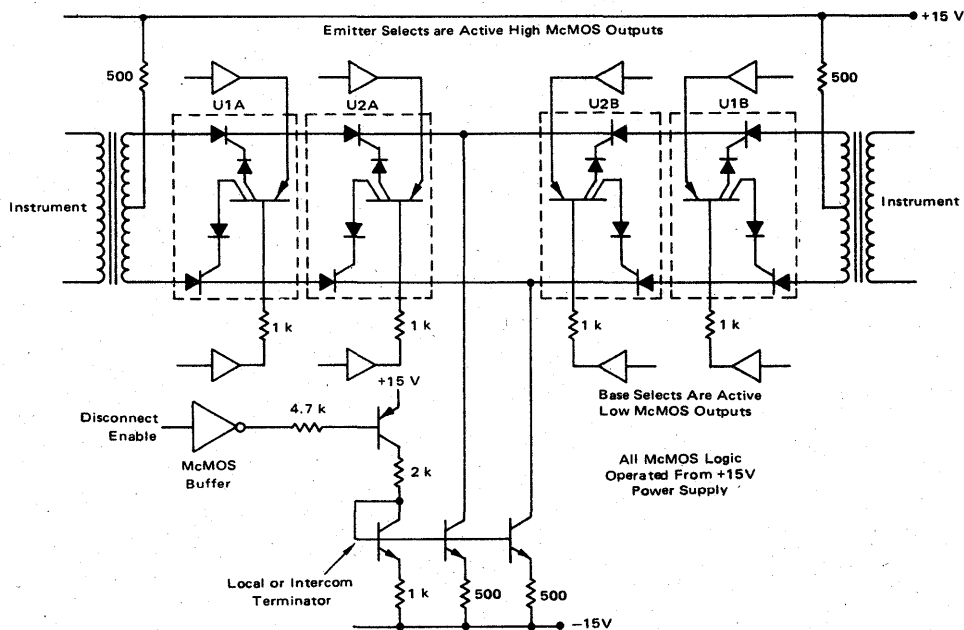 +15 V
Emitter Selects are Active High McMOS Outputs
500
500
U1A
U2A
U2B
U1B
Instrument
Instrument
1 k
1 k
1 k
1 k
+15 V
Base Selects Are Active
Low McMOS Outputs
Disconnect
Enable
4.7 k
McMOS
Buffer
2 k
All McMOS Logic
Operated From +15V
Power Supply
Local or Intercom
Terminator
1 k
500
500
−15V